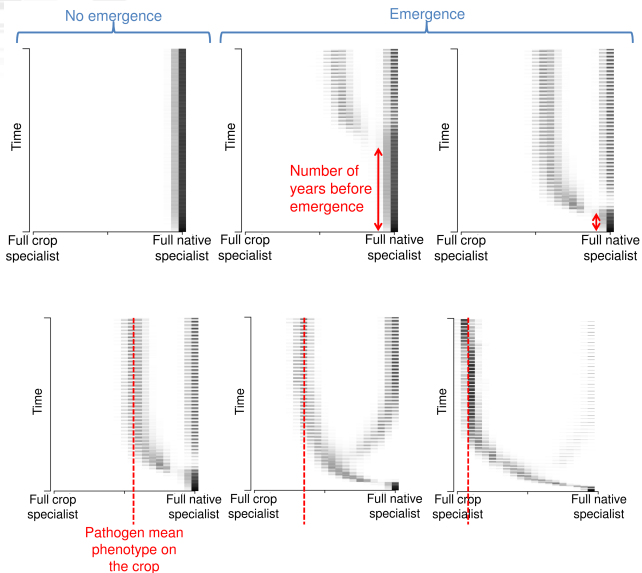 No emergence
Emergence
Time
Full crop
specialist
Full native
specialist
Time
Number of
years before
emergence
Full crop
specialist
Full native
specialist
Time
Full crop
specialist
Full native
specialist
Time
Full crop
specialist
Full native
specialist
Pathogen mean
phenotype on
the crop
Time
Full crop
specialist
Full native
specialist
Time
Full crop
specialist
Full native
specialist